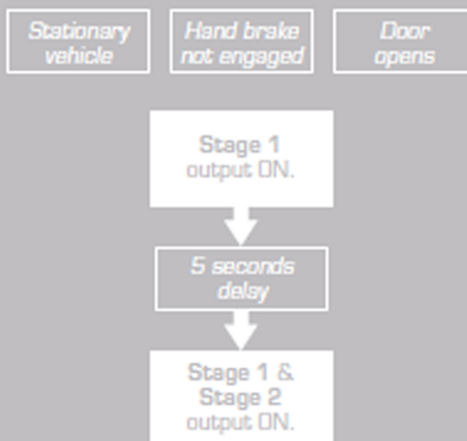 Stationary
vehicle
Hand brake
not engaged
Door
opens
Stage 1
output ON.
5 seconds
delay
Stage 1 &
Stage 2
output ON.